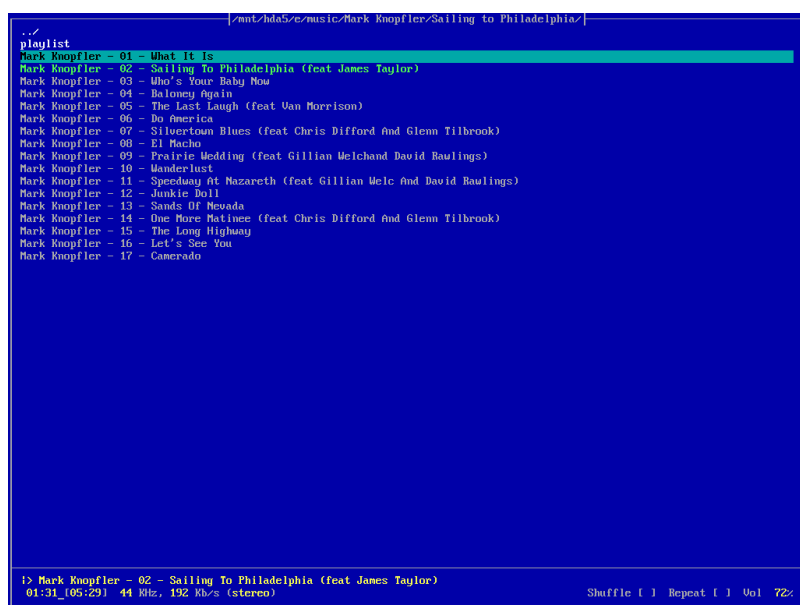 /mnt/hda5/e/music/Mark Knopfler/Sailing to Philadelphia/
../
playlist
Mark Knopfler - 01 - What It Is
Mark Knopfler - 02 - Sailing To Philadelphia (feat James Taylor)
Mark Knopfler - 03 - Who's Your Baby Now
Mark Knopfler - 04 - Baloney Again
Mark Knopfler - 05 - The Last Laugh (feat Van Morrison)
Mark Knopfler - 06 - Do America
Mark Knopfler - 07 - Silvertown Blues (feat Chris Difford And Glenn Tilbrook)
Mark Knopfler - 08 - El Macho
Mark Knopfler - 09 - Prairie Wedding (feat Gillian Welchand David Rawlings)
Mark Knopfler - 10 - Wanderlust
Mark Knopfler - 11 - Speedway At Nazareth (feat Gillian Welc And David Rawlings)
Mark Knopfler - 12 - Junkie Doll
Mark Knopfler - 13 - Sands Of Nevada
Mark Knopfler - 14 - One More Matinee (feat Chris Difford And Glenn Tilbrook)
Mark Knopfler - 15 - The Long Highway
Mark Knopfler - 16 - Let's See You
Mark Knopfler - 17 - Camerado
|> Mark Knopfler - 02 - Sailing To Philadelphia (feat James Taylor)
01:31_[05:29] 44 KHz, 192 Kb/s (stereo) Shuffle [ ] Repeat [ ] Vol 72%